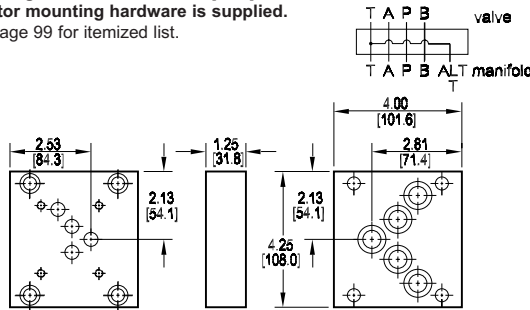 tor mounting hardware is supplied.
age 99 for itemized list.
T A P B valve
T A P B ALT manifold
T
4.00
[101.6]
2.53
[84.3]
1.25
[31.8]
2.81
[71.4]
2.13
[54.1]
2.13
[54.1]
4.25
[108.0]